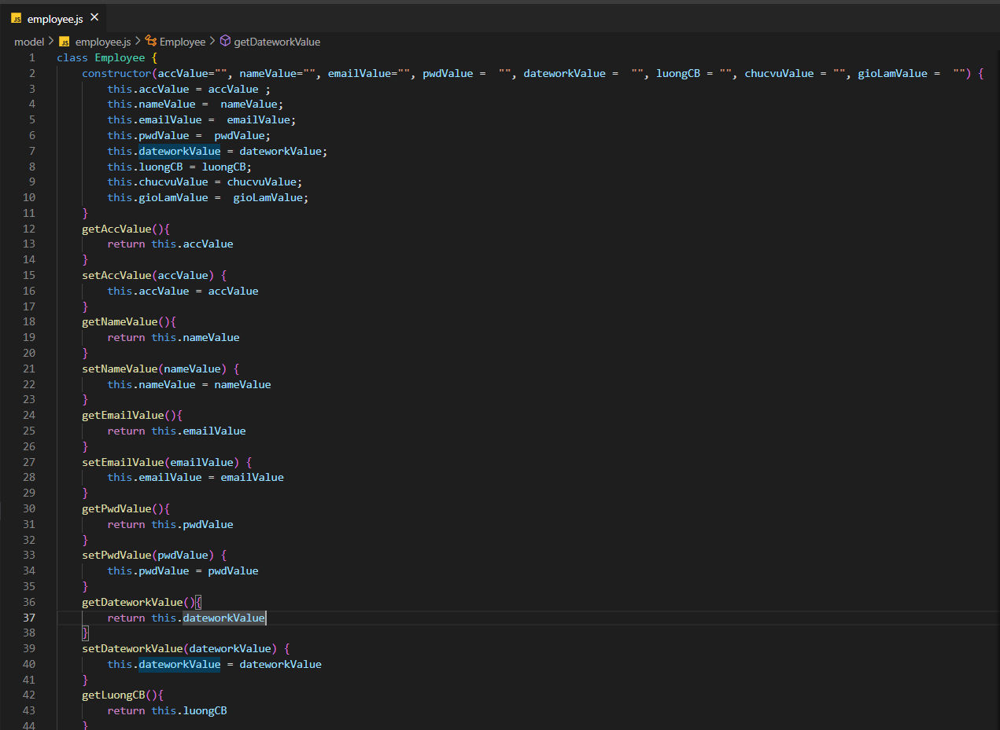 JS employee.js ×
model > JS employee.js > Employee > getDateworkValue
1 class Employee {
2 constructor(accValue="", nameValue="", emailValue="", pwdValue =  "", dateworkValue =  "", luongCB = "", chucvuValue = "", gioLamValue =  "") {
3 this.accValue = accValue ;
4 this.nameValue =  nameValue;
5 this.emailValue =  emailValue;
6 this.pwdValue =  pwdValue;
7 this.dateworkValue = dateworkValue;
8 this.luongCB = luongCB;
9 this.chucvuValue = chucvuValue;
10 this.gioLamValue =  gioLamValue;
11 }
12 getAccValue(){
13 return this.accValue
14 }
15 setAccValue(accValue) {
16 this.accValue = accValue
17 }
18 getNameValue(){
19 return this.nameValue
20 }
21 setNameValue(nameValue) {
22 this.nameValue = nameValue
23 }
24 getEmailValue(){
25 return this.emailValue
26 }
27 setEmailValue(emailValue) {
28 this.emailValue = emailValue
29 }
30 getPwdValue(){
31 return this.pwdValue
32 }
33 setPwdValue(pwdValue) {
34 this.pwdValue = pwdValue
35 }
36 getDateworkValue(){
37 return this.dateworkValue
38 }
39 setDateworkValue(dateworkValue) {
40 this.dateworkValue = dateworkValue
41 }
42 getLuongCB(){
43 return this.luongCB
44 }